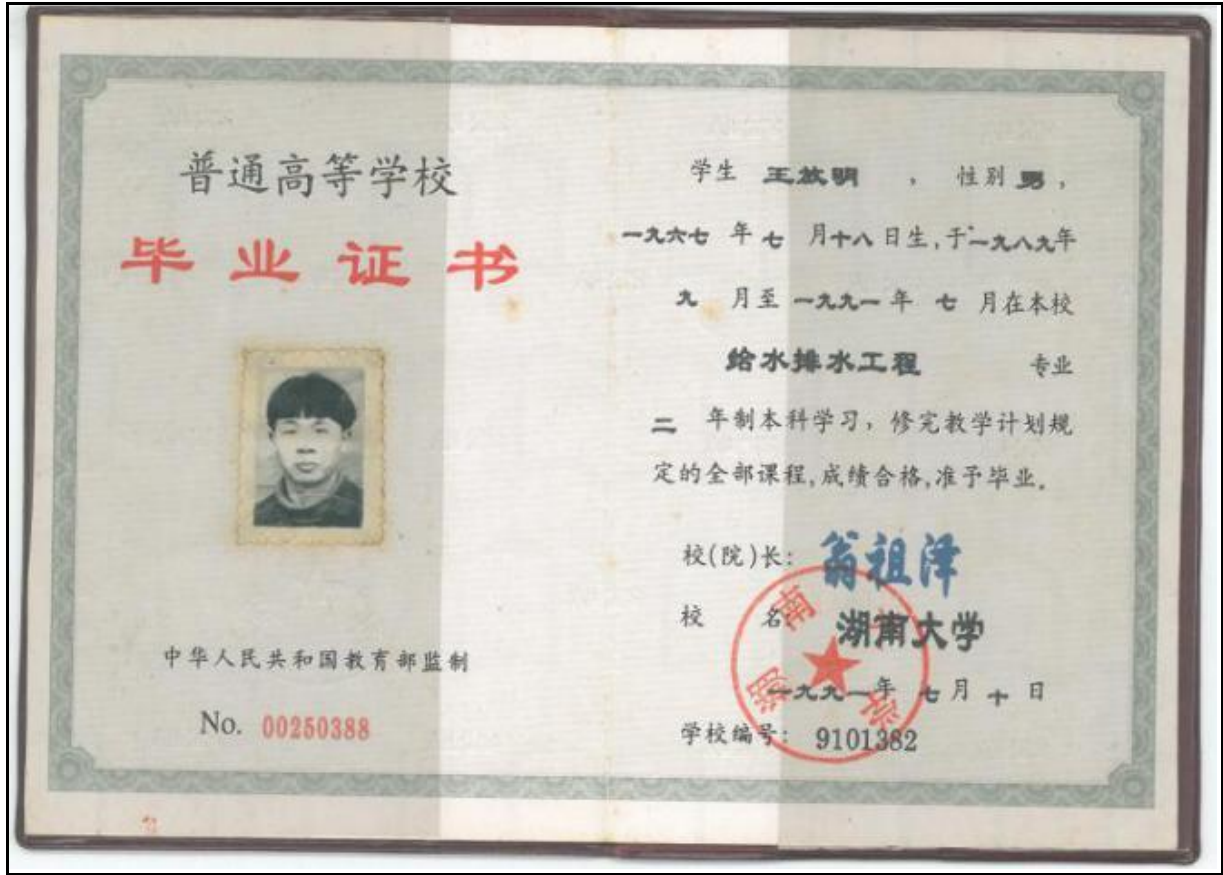 普通高等学校
毕业证书
中华人民共和国教育部监制
No. 00250388
学生 王放明 ， 性别 男 ，
一九六七 年 七 月十八日生,于一九八九年
九 月至 一九九一 年 七 月在本校
给水排水工程 专业
二 年制本科学习，修完教学计划规
定的全部课程,成绩合格,准予毕业。
校(院)长: 翁祖泽
校 名 湖南大学
一九九一年 七月 十 日
学校编号: 9101382
湖南大学